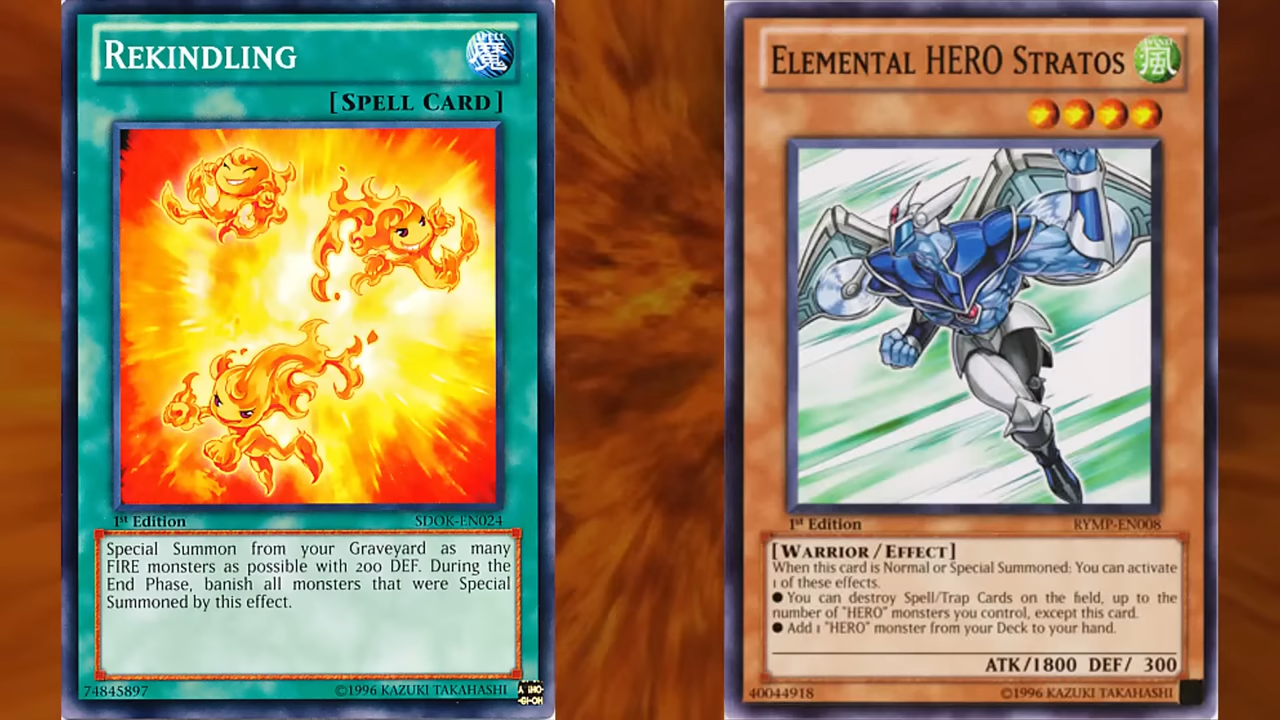 REKINDLING
魔
[SPELL CARD]
1st Edition
SDOK-EN024
Special Summon from your Graveyard as many
FIRE monsters as possible with 200 DEF. During the
End Phase, banish all monsters that were Special
Summoned by this effect.
74845897
©1996 KAZUKI TAKAHASHI
ELEMENTAL HERO STRATOS
WIND
風
1st Edition
RYMP-EN008
[WARRIOR/EFFECT]
When this card is Normal or Special Summoned: You can activate
1 of these effects.
● You can destroy Spell/Trap Cards on the field, up to the
number of "HERO" monsters you control, except this card.
● Add 1 "HERO" monster from your Deck to your hand.
ATK/1800 DEF/ 300
40044918
©1996 KAZUKI TAKAHASHI